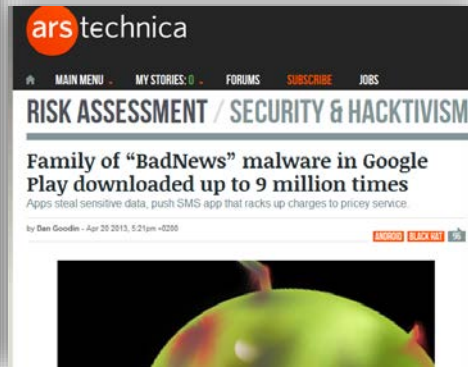 ars technica
MAIN MENU MY STORIES: 0 FORUMS SUBSCRIBE JOBS
RISK ASSESSMENT / SECURITY & HACKTIVISM
Family of “BadNews” malware in Google
Play downloaded up to 9 million times
Apps steal sensitive data, push SMS app that racks up charges to pricey service.
by Dan Goodin - Apr 20 2013, 5:21pm +0200
ANDROID BLACK HAT 96